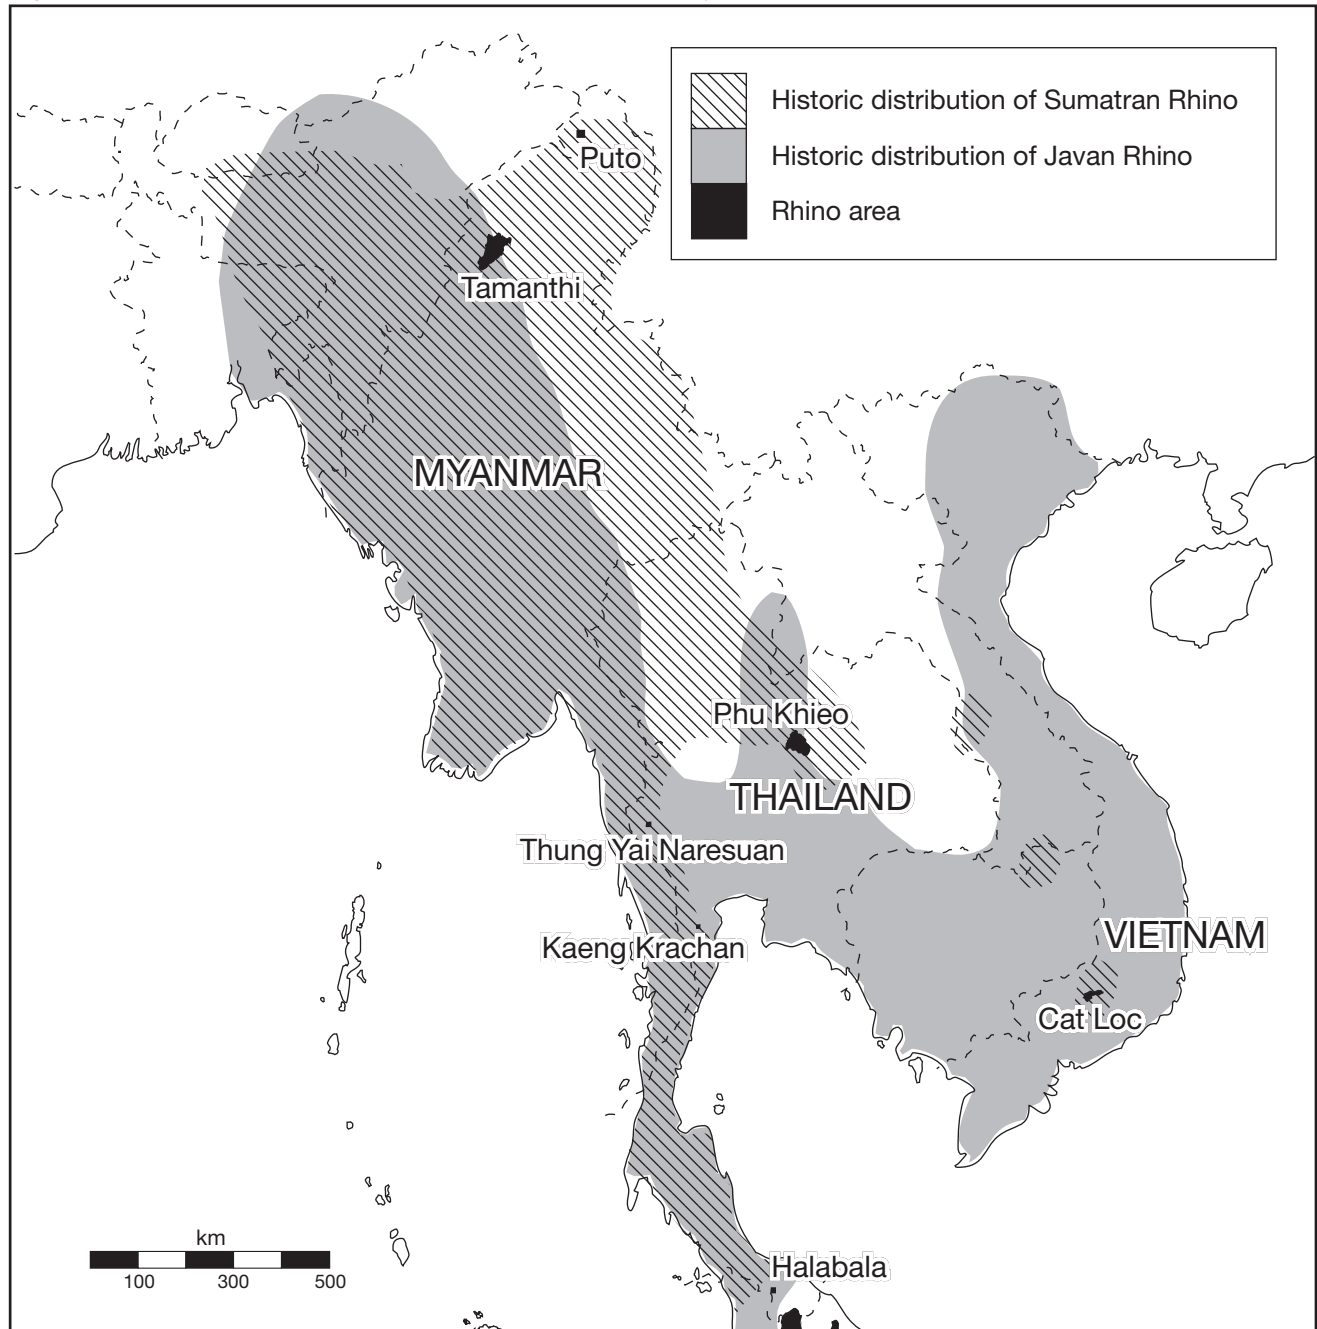 Historic distribution of Sumatran Rhino
Historic distribution of Javan Rhino
Rhino area
Puto
Tamanthi
MYANMAR
Phu Khieo
THAILAND
Thung Yai Naresuan
Kaeng Krachan
VIETNAM
Cat Loc
km
100 300 500
Halabala